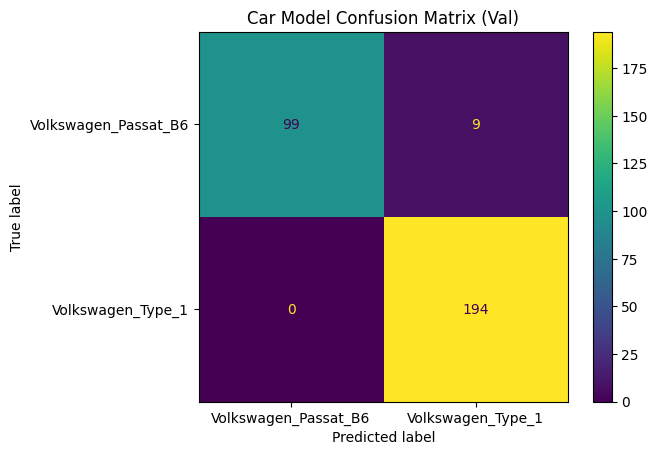 Car Model Confusion Matrix (Val)
True label
Volkswagen_Passat_B6
99
9
Volkswagen_Type_1
0
194
Volkswagen_Passat_B6
Volkswagen_Type_1
Predicted label
175
150
125
100
75
50
25
0